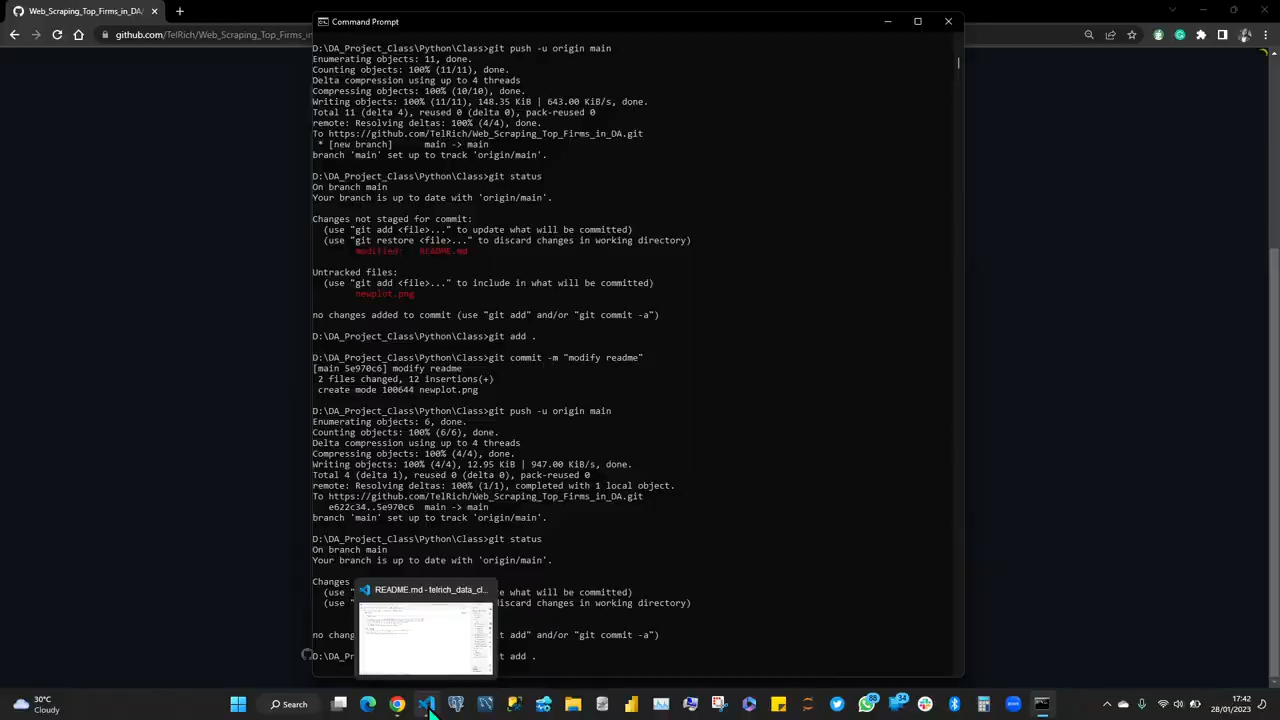 Web_Scraping_Top_Firms_in_DA/
github.com/TelRich/Web_Scraping_Top_Firms_in
Command Prompt
D:\DA_Project_Class\Python\Class>git push -u origin main
Enumerating objects: 11, done.
Counting objects: 100% (11/11), done.
Delta compression using up to 4 threads
Compressing objects: 100% (10/10), done.
Writing objects: 100% (11/11), 148.35 KiB | 643.00 KiB/s, done.
Total 11 (delta 4), reused 0 (delta 0), pack-reused 0
remote: Resolving deltas: 100% (4/4), done.
To https://github.com/TelRich/Web_Scraping_Top_Firms_in_DA.git
* [new branch]      main -> main
branch 'main' set up to track 'origin/main'.
D:\DA_Project_Class\Python\Class>git status
On branch main
Your branch is up to date with 'origin/main'.
Changes not staged for commit:
(use "git add <file>..." to update what will be committed)
(use "git restore <file>..." to discard changes in working directory)
modified:   README.md
Untracked files:
(use "git add <file>..." to include in what will be committed)
newplot.png
no changes added to commit (use "git add" and/or "git commit -a")
D:\DA_Project_Class\Python\Class>git add .
D:\DA_Project_Class\Python\Class>git commit -m "modify readme"
[main 5e970c6] modify readme
2 files changed, 12 insertions(+)
create mode 100644 newplot.png
D:\DA_Project_Class\Python\Class>git push -u origin main
Enumerating objects: 6, done.
Counting objects: 100% (6/6), done.
Delta compression using up to 4 threads
Compressing objects: 100% (4/4), done.
Writing objects: 100% (4/4), 12.95 KiB | 947.00 KiB/s, done.
Total 4 (delta 1), reused 0 (delta 0), pack-reused 0
remote: Resolving deltas: 100% (1/1), completed with 1 local object.
To https://github.com/TelRich/Web_Scraping_Top_Firms_in_DA.git
e622c34..5e970c6  main -> main
branch 'main' set up to track 'origin/main'.
D:\DA_Project_Class\Python\Class>git status
On branch main
Your branch is up to date with 'origin/main'.
Changes
README.md - telrich_data_cl...
(use " e what will be committed)
(use " discard changes in working directory)
no chang t add" and/or "git commit -a")
D:\DA_Pr t add .
30°C
Cloudy
Search
85
34
17:42
28/01/2023